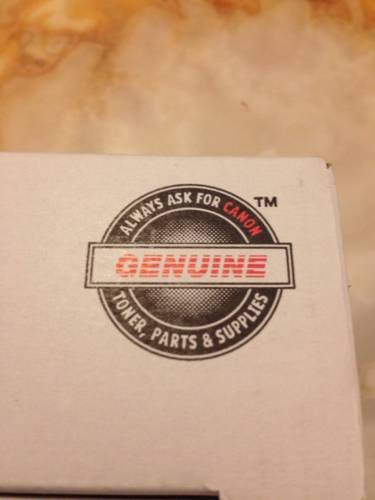 ALWAYS ASK FOR CANON
TM
GENUINE
TONER, PARTS & SUPPLIES